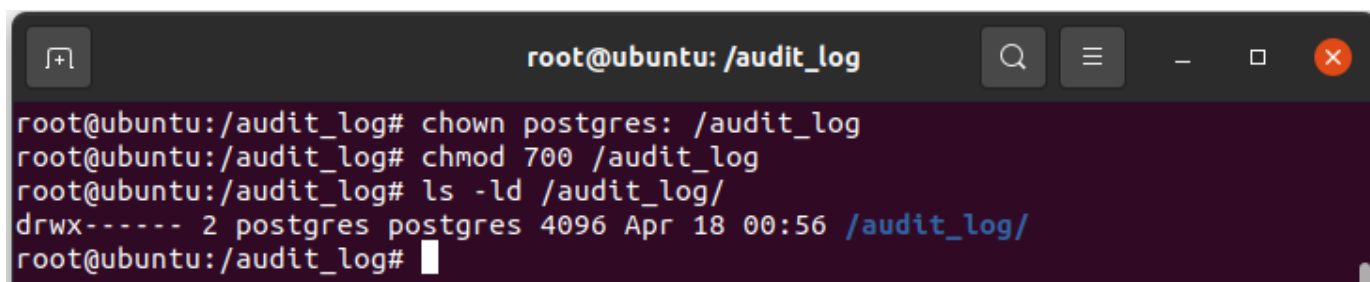 root@ubuntu: /audit_log
root@ubuntu:/audit_log# chown postgres: /audit_log
root@ubuntu:/audit_log# chmod 700 /audit_log
root@ubuntu:/audit_log# ls -ld /audit_log/
drwx------ 2 postgres postgres 4096 Apr 18 00:56 /audit_log/
root@ubuntu:/audit_log#